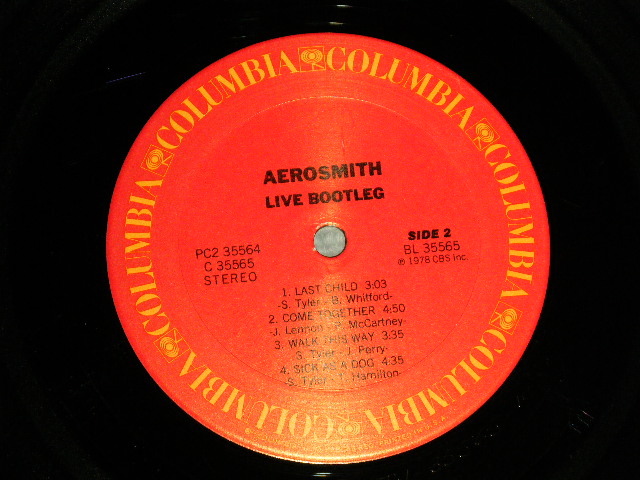 COLUMBIA COLUMBIA COLUMBIA COLUMBIA COLUMBIA COLUMBIA
AEROSMITH
LIVE BOOTLEG
SIDE 2
PC2 35564
BL 35565
C 35565
℗ 1978 CBS Inc.
STEREO
1. LAST CHILD 3:03
-S. Tyler - B. Whitford-
2. COME TOGETHER 4:50
-J. Lennon - P. McCartney-
3. WALK THIS WAY 3:35
S. Tyler - J. Perry-
4. SICK AS A DOG 4:35
-S. Tyler - T. Hamilton-